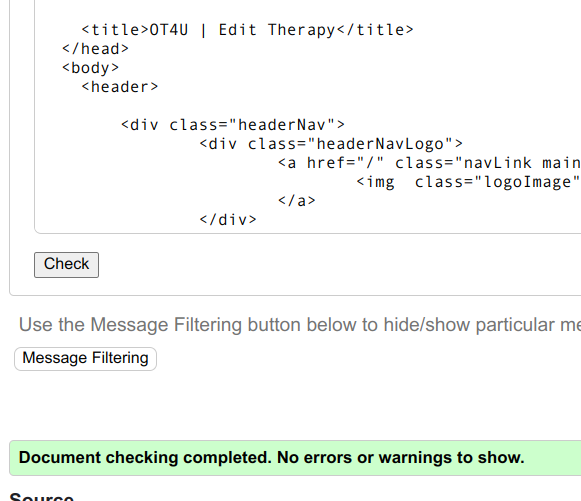 <title>OT4U | Edit Therapy</title>
</head>
<body>
<header>
<div class="headerNav">
<div class="headerNavLogo">
<a href="/" class="navLink main
<img  class="logoImage"
</a>
</div>
Check
Use the Message Filtering button below to hide/show particular me
Message Filtering
Document checking completed. No errors or warnings to show.
Source